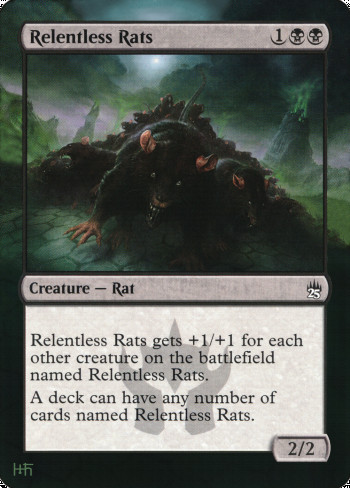 Relentless Rats 1
Creature — Rat
25
Relentless Rats gets +1/+1 for each
other creature on the battlefield
named Relentless Rats.
A deck can have any number of
cards named Relentless Rats.
2/2